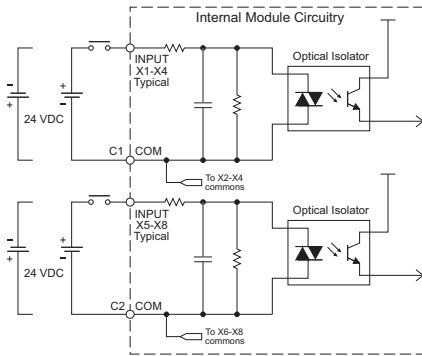 Internal Module Circuitry
INPUT
X1-X4
Typical
Optical Isolator
-
+
+
-
24 VDC
C1 COM
To X2-X4
commons
INPUT
X5-X8
Typical
Optical Isolator
-
+
+
-
24 VDC
C2 COM
To X6-X8
commons